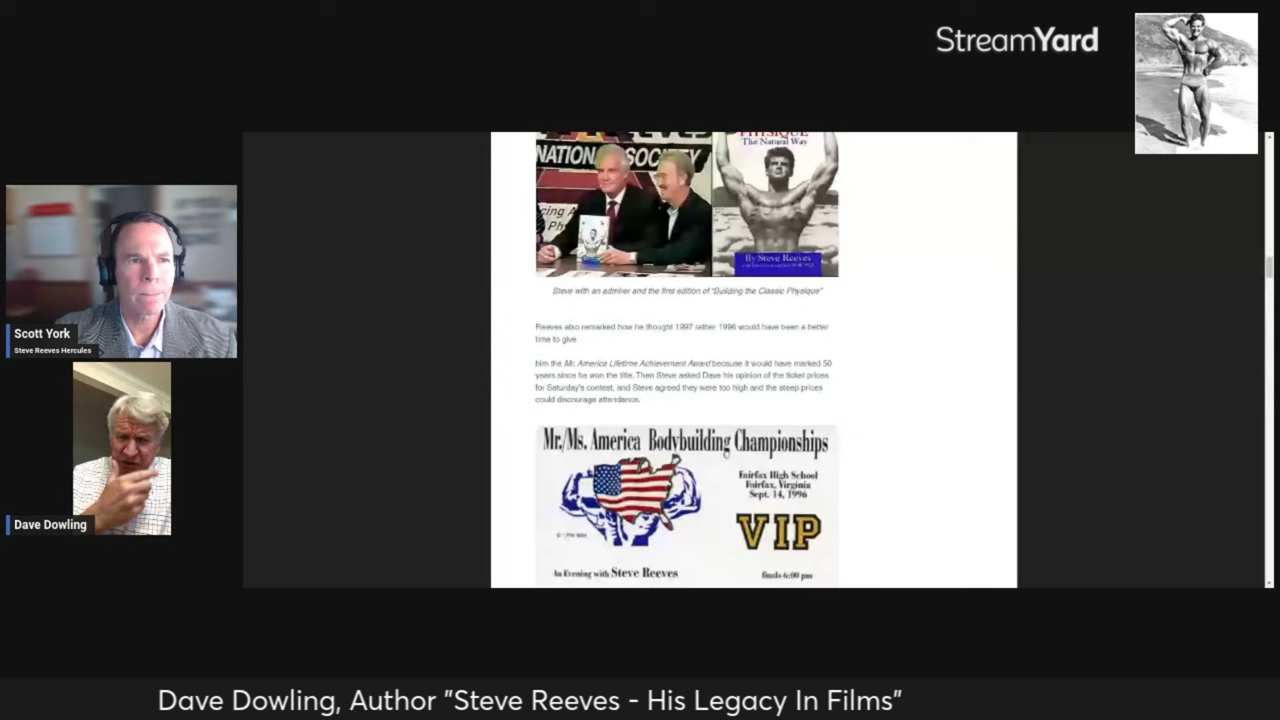 StreamYard
PHYSIQUE
The Natural Way
NATION SOCIETY
By Steve Reeves
Steve with an admirer and the first edition of "Building the Classic Physique"
Reeves also remarked how he thought 1997 rather 1996 would have been a better
time to give
him the Mr. America Lifetime Achievement Award because it would have marked 50
years since he won the title. Then Steve asked Dave his opinion of the ticket prices
for Saturday's contest, and Steve agreed they were too high and the steep prices
could discourage attendance.
Mr./Ms. America Bodybuilding Championships
Fairfax High School
Fairfax, Virginia
Sept. 14, 1996
VIP
An Evening with Steve Reeves
finals 6:00 pm
Scott York
Steve Reeves Hercules
Dave Dowling
Dave Dowling, Author "Steve Reeves - His Legacy In Films"